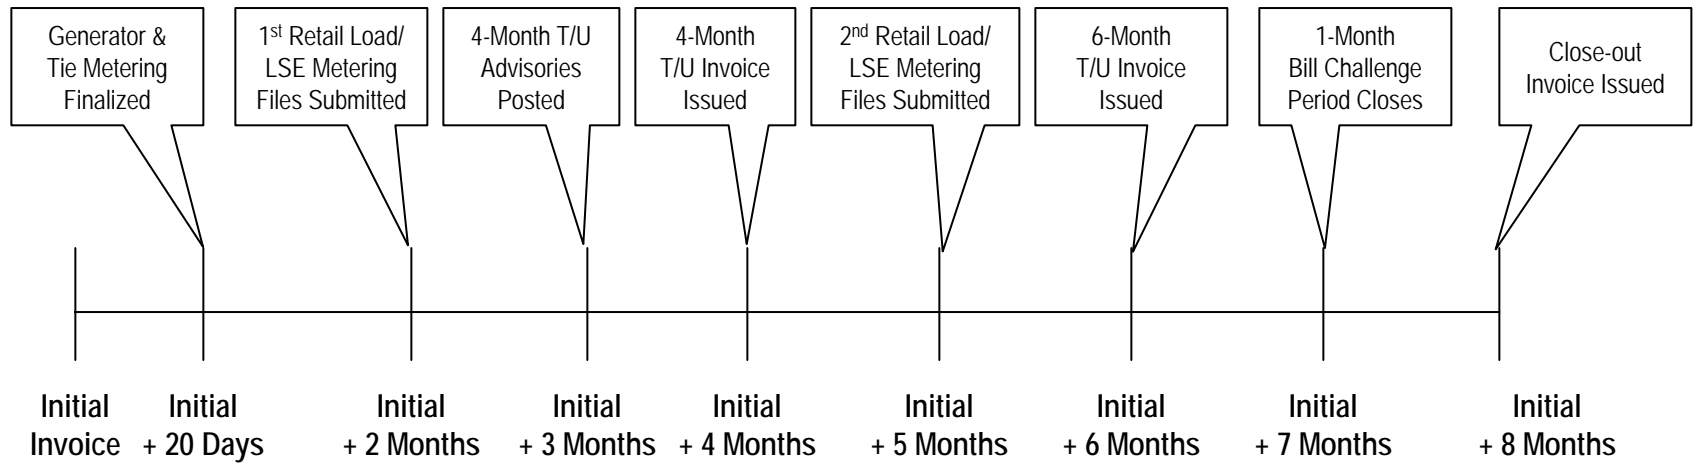 Generator &
Tie Metering
Finalized
1st Retail Load/
LSE Metering
Files Submitted
4-Month T/U
Advisories
Posted
4-Month
T/U Invoice
Issued
2nd Retail Load/
LSE Metering
Files Submitted
6-Month
T/U Invoice
Issued
1-Month
Bill Challenge
Period Closes
Close-out
Invoice Issued
Initial
Invoice
Initial
+ 20 Days
Initial
+ 2 Months
Initial
+ 3 Months
Initial
+ 4 Months
Initial
+ 5 Months
Initial
+ 6 Months
Initial
+ 7 Months
Initial
+ 8 Months